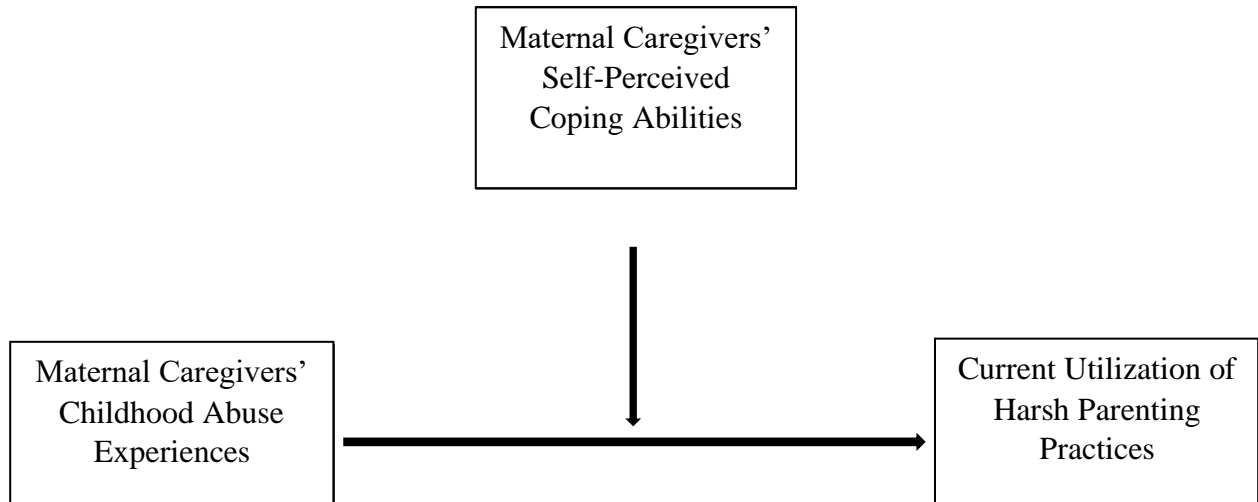 Maternal Caregivers’
Self-Perceived
Coping Abilities
Maternal Caregivers’
Childhood Abuse
Experiences
Current Utilization of
Harsh Parenting
Practices